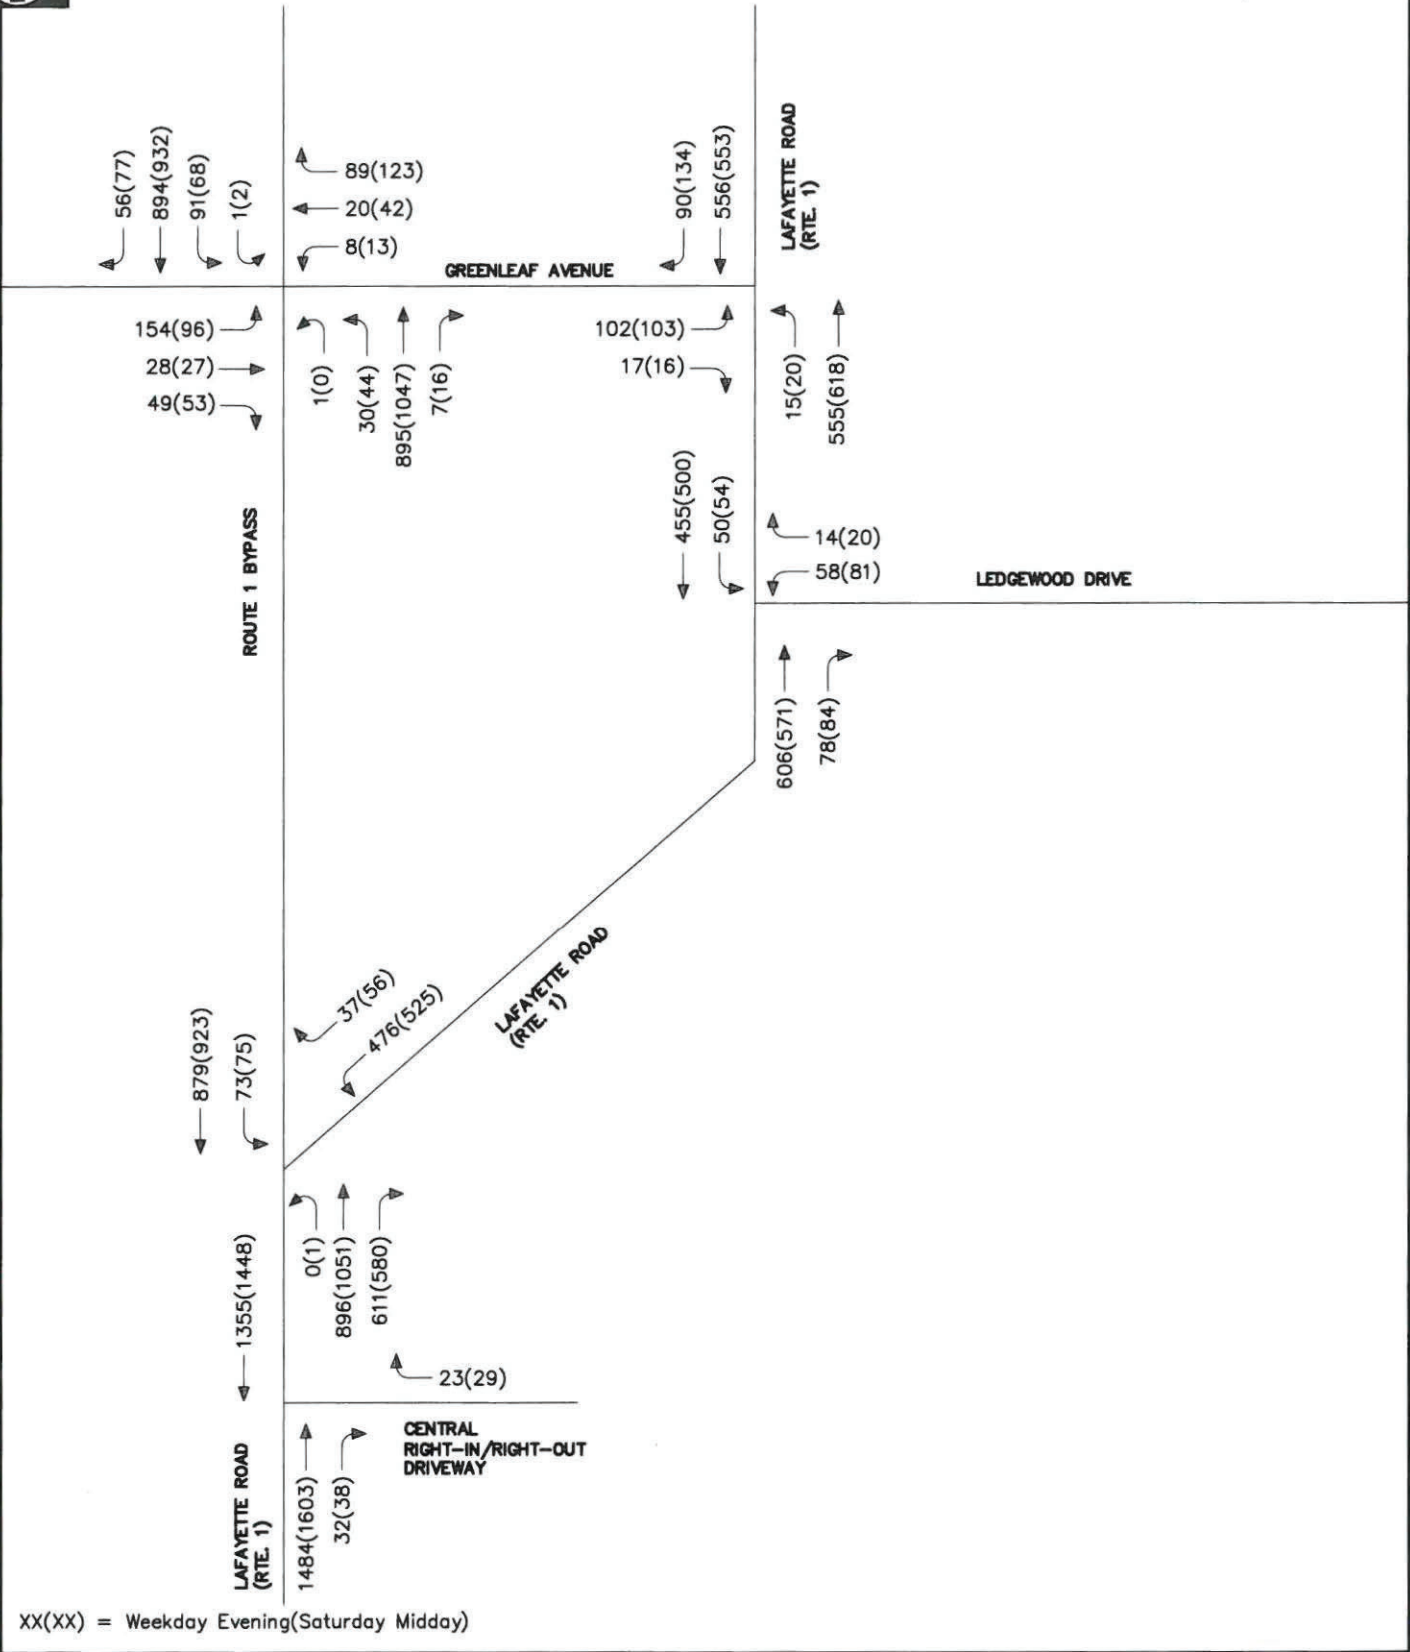 56(77)
894(932)
91(68)
1(2)
89(123)
20(42)
8(13)
90(134)
556(553)
LAFAYETTE ROAD
(RTE. 1)
GREENLEAF AVENUE
154(96)
28(27)
49(53)
1(0)
30(44)
895(1047)
7(16)
102(103)
17(16)
15(20)
555(618)
ROUTE 1 BYPASS
455(500)
50(54)
14(20)
58(81)
LEDGEWOOD DRIVE
606(571)
78(84)
37(56)
476(525)
LAFAYETTE ROAD
(RTE. 1)
879(923)
73(75)
0(1)
896(1051)
611(580)
1355(1448)
23(29)
CENTRAL
RIGHT-IN/RIGHT-OUT
DRIVEWAY
LAFAYETTE ROAD
(RTE. 1)
1484(1603)
32(38)
XX(XX) = Weekday Evening(Saturday Midday)